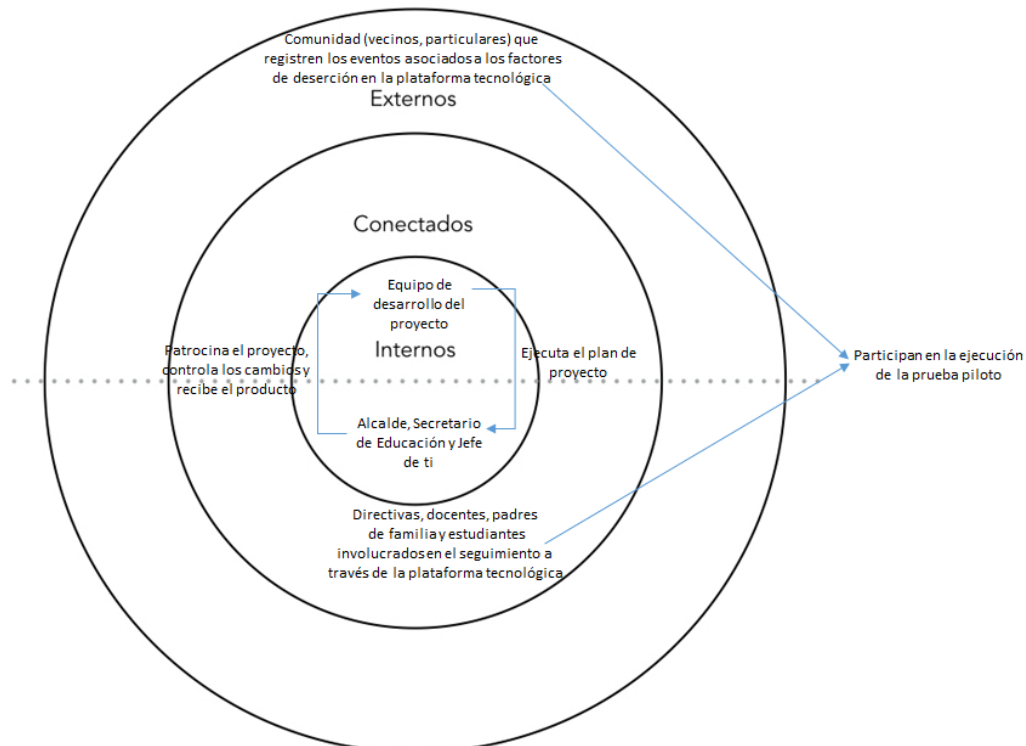 Comunidad (vecinos, particulares) que
registren los eventos asociados a los factores
de deserción en la plataforma tecnológica
Externos
Conectados
Equipo de
desarrollo del
proyecto
Internos
Patrocina el proyecto,
controla los cambios y
recibe el producto
Ejecuta el plan de
proyecto
Participan en la ejecución
de la prueba piloto
Alcalde, Secretario
de Educación y Jefe
de ti
Directivas, docentes, padres
de familia y estudiantes
involucrados en el seguimiento a
través de la plataforma tecnológica